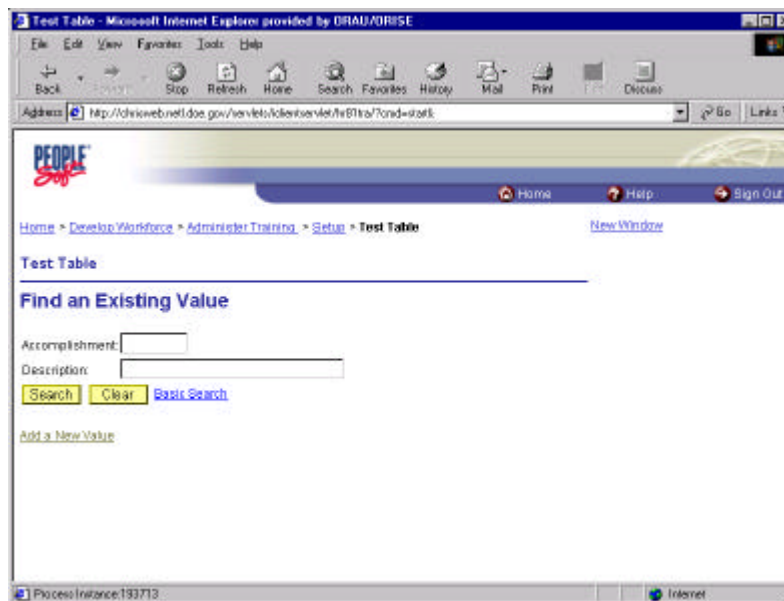 Test Table - Microsoft Internet Explorer provided by ORAU/ORISE
File Edit View Favorites Tools Help
Back Forward Stop Refresh Home Search Favorites History Mail Print Edit Discuss
Address Go Links
PEOPLE Soft
Home Help Sign Out
Home > Develop Workforce > Administer Training > Setup > Test Table New Window
Test Table
Find an Existing Value
Accomplishment:
Description:
Search Clear Basic Search
Add a New Value
Process Instance:193713 Internet